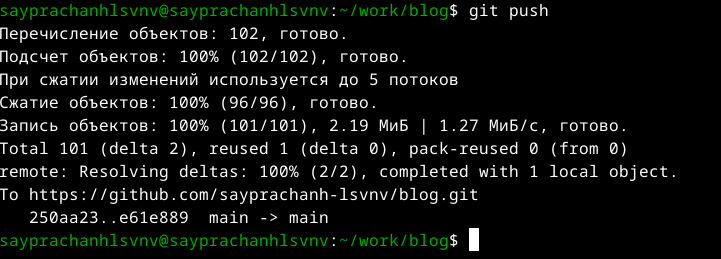 sayprachanhlsvnv@sayprachanhlsvnv:~/work/blog$ git push
Перечисление объектов: 102, готово.
Подсчет объектов: 100% (102/102), готово.
При сжатии изменений используется до 5 потоков
Сжатие объектов: 100% (96/96), готово.
Запись объектов: 100% (101/101), 2.19 МиБ | 1.27 МиБ/с, готово.
Total 101 (delta 2), reused 1 (delta 0), pack-reused 0 (from 0)
remote: Resolving deltas: 100% (2/2), completed with 1 local object.
To https://github.com/sayprachanh-lsvnv/blog.git
   250aa23..e61e889  main -> main
sayprachanhlsvnv@sayprachanhlsvnv:~/work/blog$